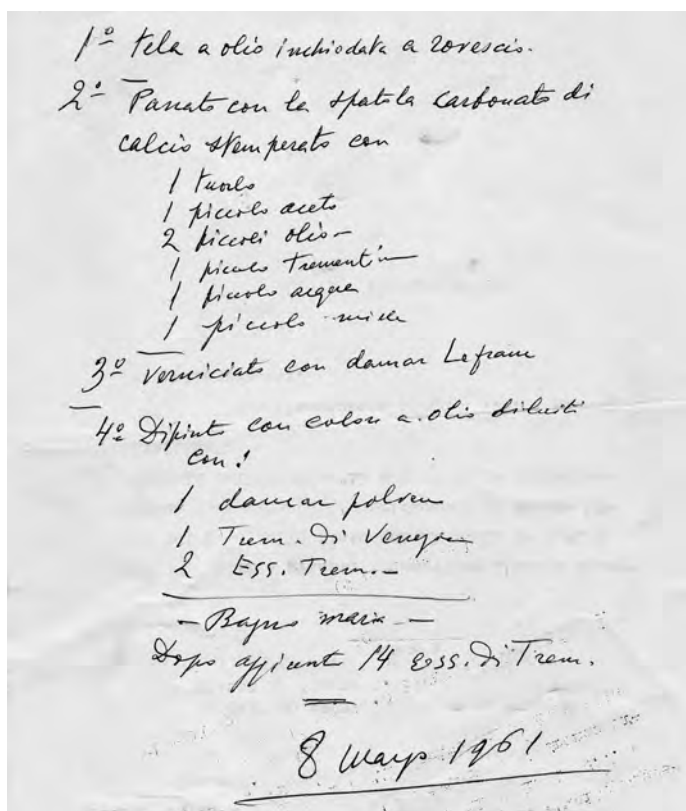 1º tela a olio inchiodata a rovescio.
2º Passato con la spatola carbonato di
calcio stemperato con
1 tuorlo
1 piccolo aceto
2 piccoli olio –
1 piccolo Trementin
1 piccolo acqua
1 piccolo miele
3º Verniciato con damar Lefranc
4º Dipinto con colori a olio diluiti
con:
1 damar polvere
1 Trem. di Venezia
2 Ess. Trem. –
– Bagno maria –
Dopo aggiunto 14 Ess. di Trem.
8 Marzo 1961